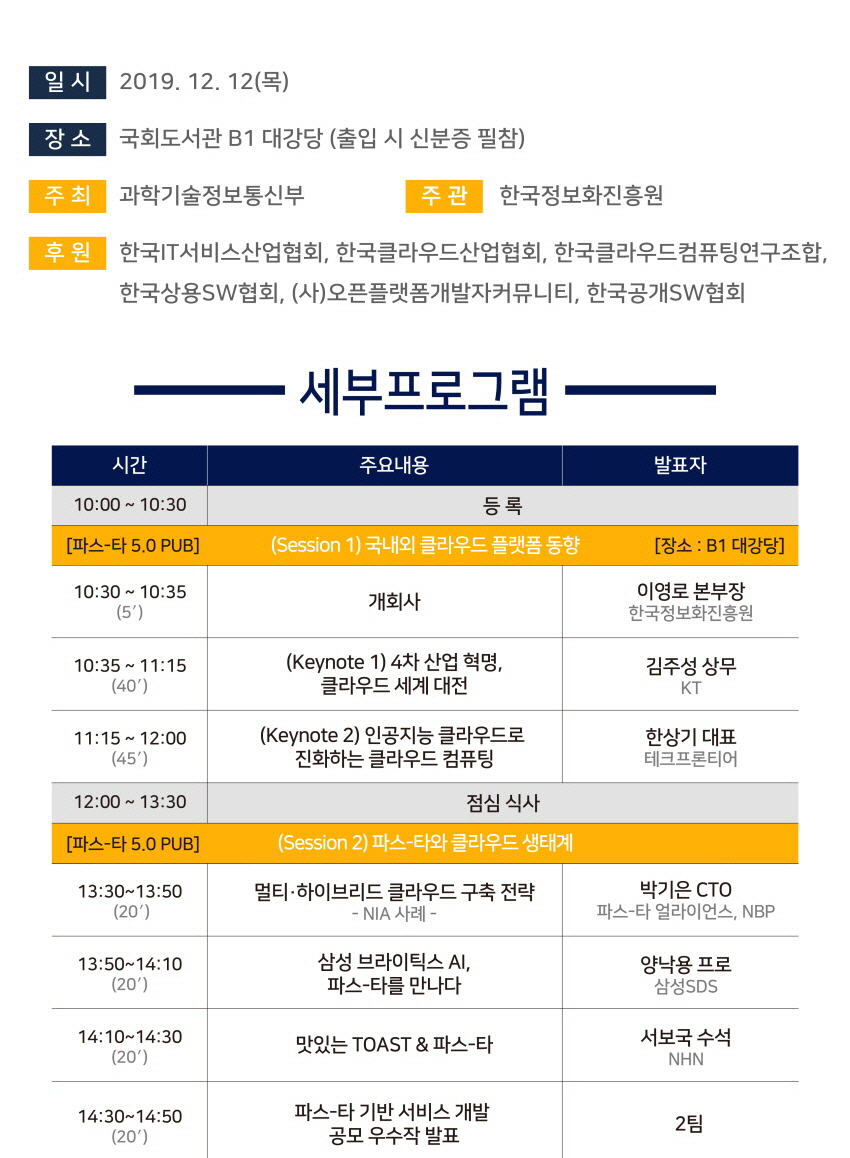 일 시 2019. 12. 12(목)
장 소 국회도서관 B1 대강당 (출입 시 신분증 필참)
주 최 과학기술정보통신부 주 관 한국정보화진흥원
후 원 한국IT서비스산업협회, 한국클라우드산업협회, 한국클라우드컴퓨팅연구조합,
한국상용SW협회, (사)오픈플랫폼개발자커뮤니티, 한국공개SW협회
세부프로그램
시간 주요내용 발표자
10:00 ~ 10:30 등 록
[파스-타 5.0 PUB] (Session 1) 국내외 클라우드 플랫폼 동향 [장소 : B1 대강당]
10:30 ~ 10:35
(5′)
개회사
이영로 본부장
한국정보화진흥원
10:35 ~ 11:15
(40′)
(Keynote 1) 4차 산업 혁명,
클라우드 세계 대전
김주성 상무
KT
11:15 ~ 12:00
(45′)
(Keynote 2) 인공지능 클라우드로
진화하는 클라우드 컴퓨팅
한상기 대표
테크프론티어
12:00 ~ 13:30 점심 식사
[파스-타 5.0 PUB] (Session 2) 파스-타와 클라우드 생태계
13:30~13:50
(20′)
멀티·하이브리드 클라우드 구축 전략
- NIA 사례 -
박기은 CTO
파스-타 얼라이언스, NBP
13:50~14:10
(20′)
삼성 브라이틱스 AI,
파스-타를 만나다
양낙용 프로
삼성SDS
14:10~14:30
(20′)
맛있는 TOAST & 파스-타
서보국 수석
NHN
14:30~14:50
(20′)
파스-타 기반 서비스 개발
공모 우수작 발표
2팀